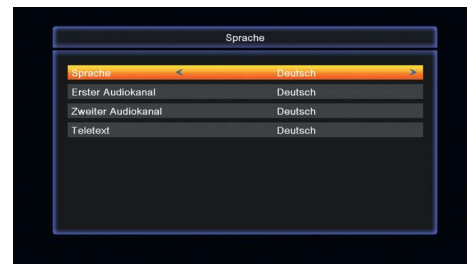 Sprache
Sprache < Deutsch >
Erster Audiokanal Deutsch
Zweiter Audiokanal Deutsch
Teletext Deutsch